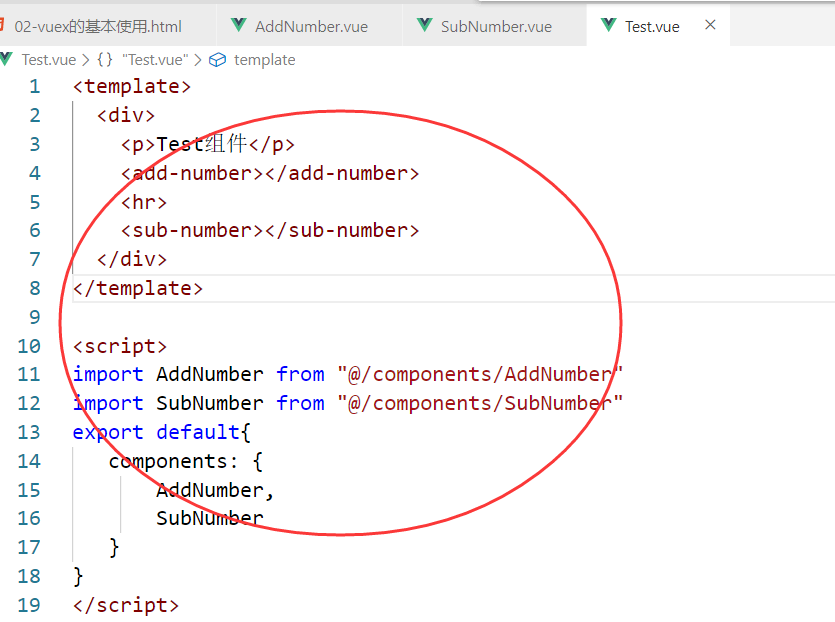 02-vuex的基本使用.html AddNumber.vue SubNumber.vue Test.vue ×
Test.vue > {} "Test.vue" > template
1 <template>
2 <div>
3 <p>Test组件</p>
4 <add-number></add-number>
5 <hr>
6 <sub-number></sub-number>
7 </div>
8 </template>
9
10 <script>
11 import AddNumber from "@/components/AddNumber"
12 import SubNumber from "@/components/SubNumber"
13 export default{
14 components: {
15 AddNumber,
16 SubNumber
17 }
18 }
19 </script>